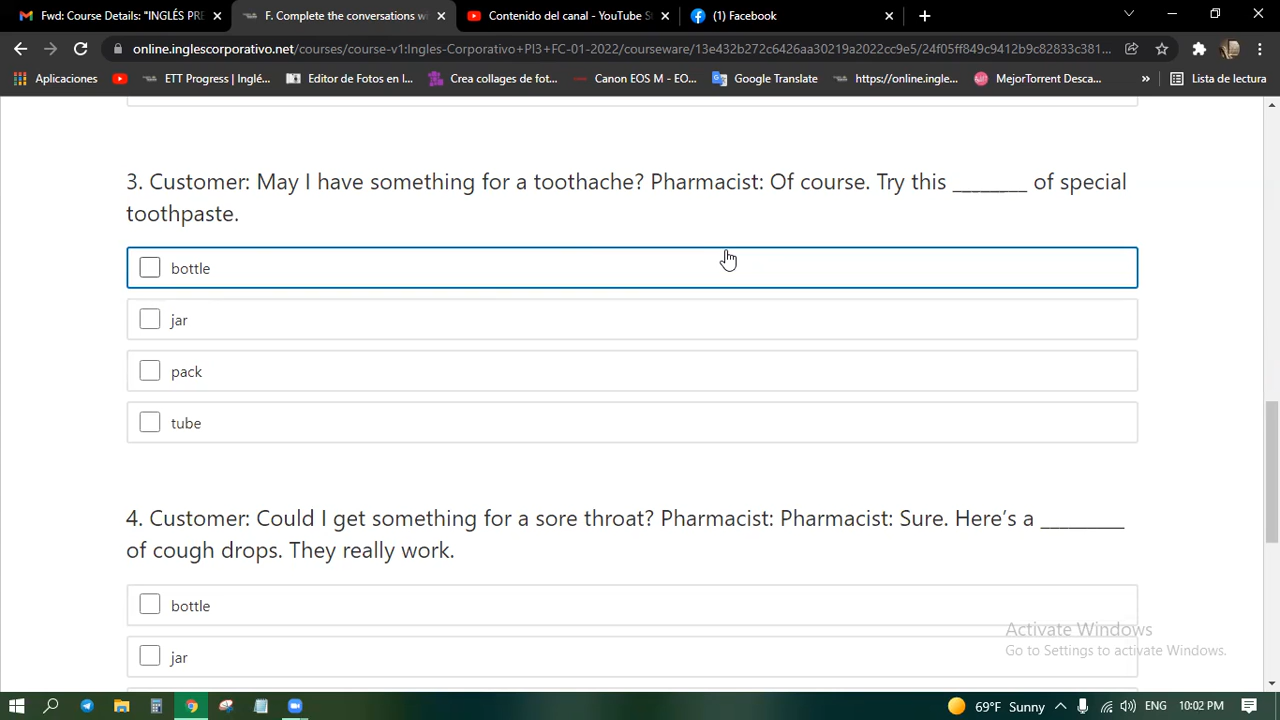 Fwd: Course Details: "INGLÉS PRE
F. Complete the conversations wi
Contenido del canal - YouTube St
(1) Facebook
online.inglescorporativo.net/courses/course-v1:Ingles-Corporativo+PI3+FC-01-2022/courseware/13e432b272c6426aa30219a2022cc9e5/24f05ff849c9412b9c82833c381...
Aplicaciones
ETT Progress | Inglé...
Editor de Fotos en l...
Crea collages de fot...
Canon EOS M - EO...
Google Translate
https://online.ingle...
MejorTorrent Desca...
»
Lista de lectura
3. Customer: May I have something for a toothache? Pharmacist: Of course. Try this ________ of special
toothpaste.
bottle
jar
pack
tube
4. Customer: Could I get something for a sore throat? Pharmacist: Pharmacist: Sure. Here’s a _________
of cough drops. They really work.
bottle
jar
Activate Windows
Go to Settings to activate Windows.
69°F Sunny
ENG
10:02 PM